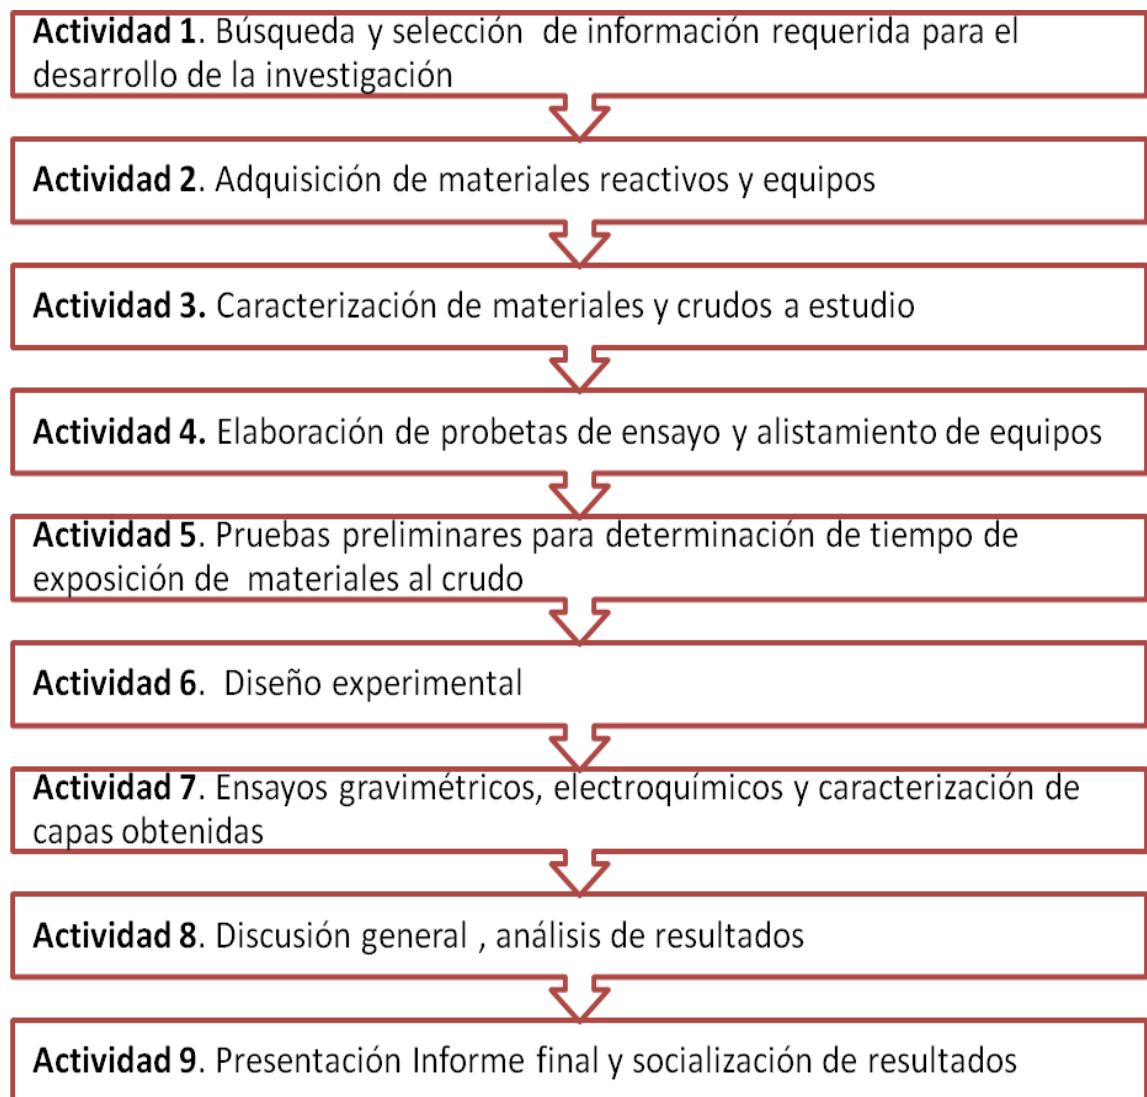 Actividad 1. Búsqueda y selección de información requerida para el
desarrollo de la investigación
Actividad 2. Adquisición de materiales reactivos y equipos
Actividad 3. Caracterización de materiales y crudos a estudio
Actividad 4. Elaboración de probetas de ensayo y alistamiento de equipos
Actividad 5. Pruebas preliminares para determinación de tiempo de
exposición de materiales al crudo
Actividad 6. Diseño experimental
Actividad 7. Ensayos gravimétricos, electroquímicos y caracterización de
capas obtenidas
Actividad 8. Discusión general , análisis de resultados
Actividad 9. Presentación Informe final y socialización de resultados